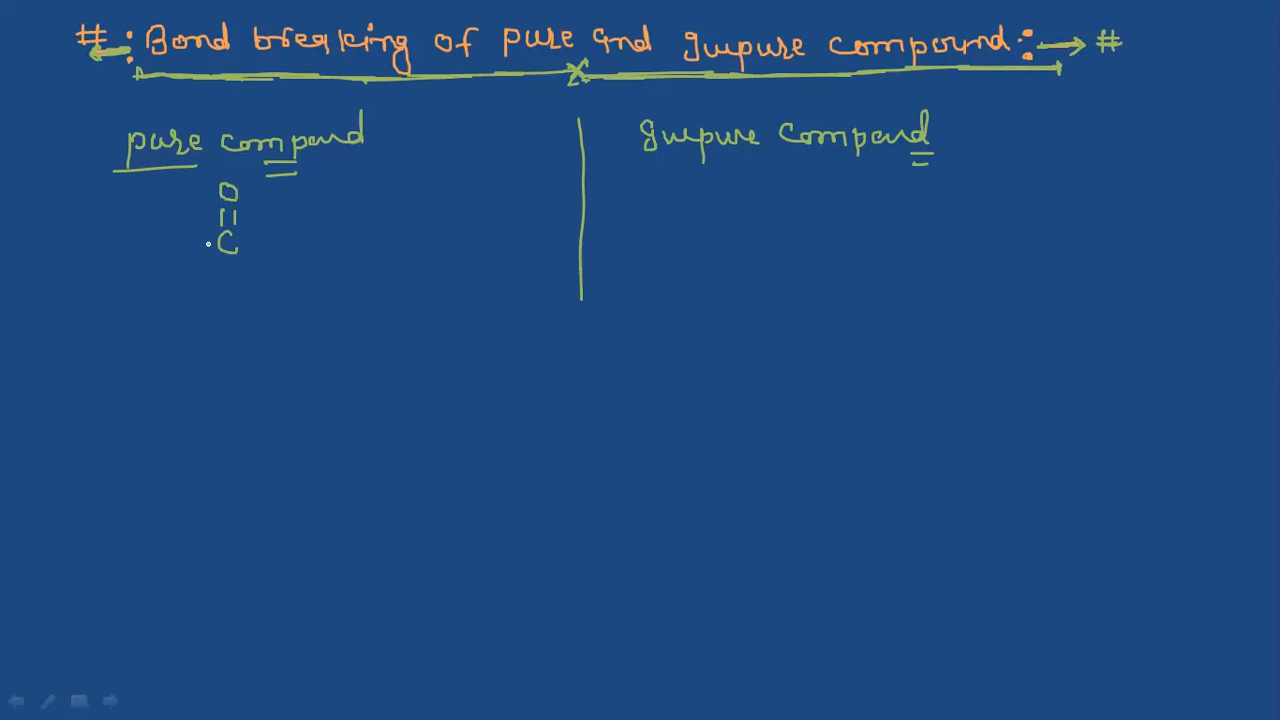 # : Bond breaking of pure and Impure compound : → #
pure compound
Impure compound
O
||
C